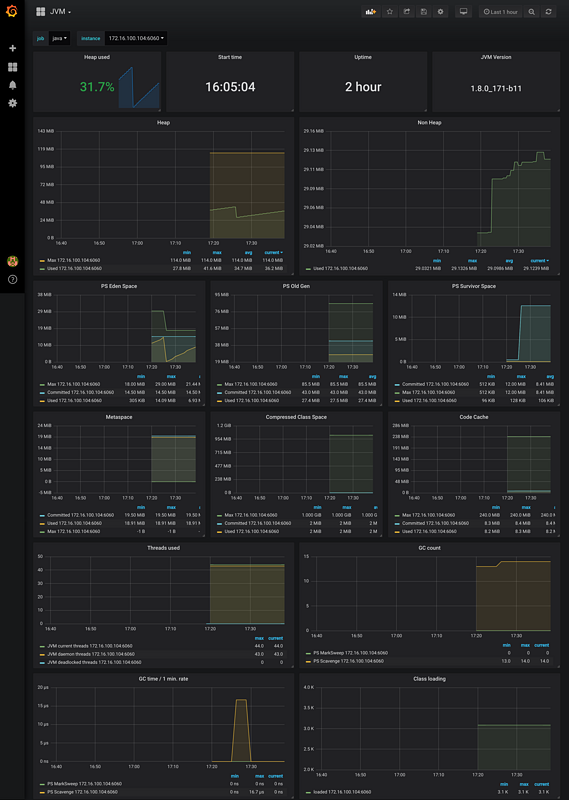 JVM
Last 1 hour
job java instance 172.16.100.104:6060
Heap used
31.7%
Start time
16:05:04
Uptime
2 hour
JVM Version
1.8.0_171-b11
Heap
143 MiB
119 MiB
95 MiB
72 MiB
48 MiB
24 MiB
0 B
16:40 16:50 17:00 17:10 17:20 17:30
min max avg current
Max 172.16.100.104:6060 114.0 MiB 114.0 MiB 114.0 MiB 114.0 MiB
Used 172.16.100.104:6060 27.8 MiB 41.6 MiB 34.7 MiB 36.2 MiB
Non Heap
29.16 MiB
29.13 MiB
29.11 MiB
29.09 MiB
29.06 MiB
29.04 MiB
29.02 MiB
16:40 16:50 17:00 17:10 17:20 17:30
min max avg current
Used 172.16.100.104:6060 29.0321 MiB 29.1326 MiB 29.0986 MiB 29.1239 MiB
PS Eden Space
38 MiB
29 MiB
19 MiB
10 MiB
0 B
16:40 16:50 17:00 17:10 17:20 17:30
min max
Max 172.16.100.104:6060 18.00 MiB 29.00 MiB 21.44
Committed 172.16.100.104:6060 14.50 MiB 14.50 MiB 14.50
Used 172.16.100.104:6060 505 KiB 14.09 MiB 6.93
PS Old Gen
95 MiB
76 MiB
57 MiB
38 MiB
19 MiB
16:40 16:50 17:00 17:10 17:20 17:30
min max avg
Max 172.16.100.104:6060 85.5 MiB 85.5 MiB 85.5 MiB
Committed 172.16.100.104:6060 43.0 MiB 43.0 MiB 43.0 MiB
Used 172.16.100.104:6060 27.4 MiB 27.5 MiB 27.4 MiB
PS Survivor Space
14 MiB
10 MiB
5 MiB
0 B
16:40 16:50 17:00 17:10 17:20 17:30
min max avg
Committed 172.16.100.104:6060 512 KiB 12.00 MiB 8.41 MiB
Max 172.16.100.104:6060 512 KiB 12.00 MiB 8.41 MiB
Used 172.16.100.104:6060 96 KiB 128 KiB 106 KiB
Metaspace
24 MiB
19 MiB
14 MiB
10 MiB
5 MiB
0 B
-5 MiB
16:40 16:50 17:00 17:10 17:20 17:30
min max
Committed 172.16.100.104:6060 19.50 MiB 19.50 MiB 19.50
Used 172.16.100.104:6060 18.91 MiB 18.91 MiB 18.91
Max 172.16.100.104:6060 -1 B -1 B
Compressed Class Space
1.2 GiB
954 MiB
715 MiB
477 MiB
238 MiB
0 B
16:40 16:50 17:00 17:10 17:20 17:30
min max avg
Max 172.16.100.104:6060 1.000 GiB 1.000 GiB 1.000 G
Committed 172.16.100.104:6060 2 MiB 2 MiB 2 M
Used 172.16.100.104:6060 2 MiB 2 MiB 2 M
Code Cache
286 MiB
238 MiB
191 MiB
143 MiB
95 MiB
48 MiB
0 B
16:40 16:50 17:00 17:10 17:20 17:30
min max avg
Max 172.16.100.104:6060 240.0 MiB 240.0 MiB 240.0
Committed 172.16.100.104:6060 8.3 MiB 8.4 MiB 8.4
Used 172.16.100.104:6060 8.2 MiB 8.3 MiB 8.3
Threads used
50
40
30
20
10
0
16:40 16:50 17:00 17:10 17:20 17:30
max current
JVM current threads 172.16.100.104:6060 44.0 44.0
JVM daemon threads 172.16.100.104:6060 43.0 43.0
JVM deadlocked threads 172.16.100.104:6060 0 0
GC count
15
10
5
0
16:40 16:50 17:00 17:10 17:20 17:30
min max current
PS MarkSweep 172.16.100.104:6060 0 0 0
PS Scavenge 172.16.100.104:6060 13.0 14.0 14.0
GC time / 1 min. rate
20 µs
15 µs
10 µs
5 µs
0 ns
16:40 16:50 17:00 17:10 17:20 17:30
min max current
PS MarkSweep 172.16.100.104:6060 0 ns 0 ns 0 ns
PS Scavenge 172.16.100.104:6060 0 ns 16.7 µs 0 ns
Class loading
4.0 K
3.5 K
3.0 K
2.5 K
2.0 K
16:40 16:50 17:00 17:10 17:20 17:30
min max current
loaded 172.16.100.104:6060 3.1 K 3.1 K 3.1 K